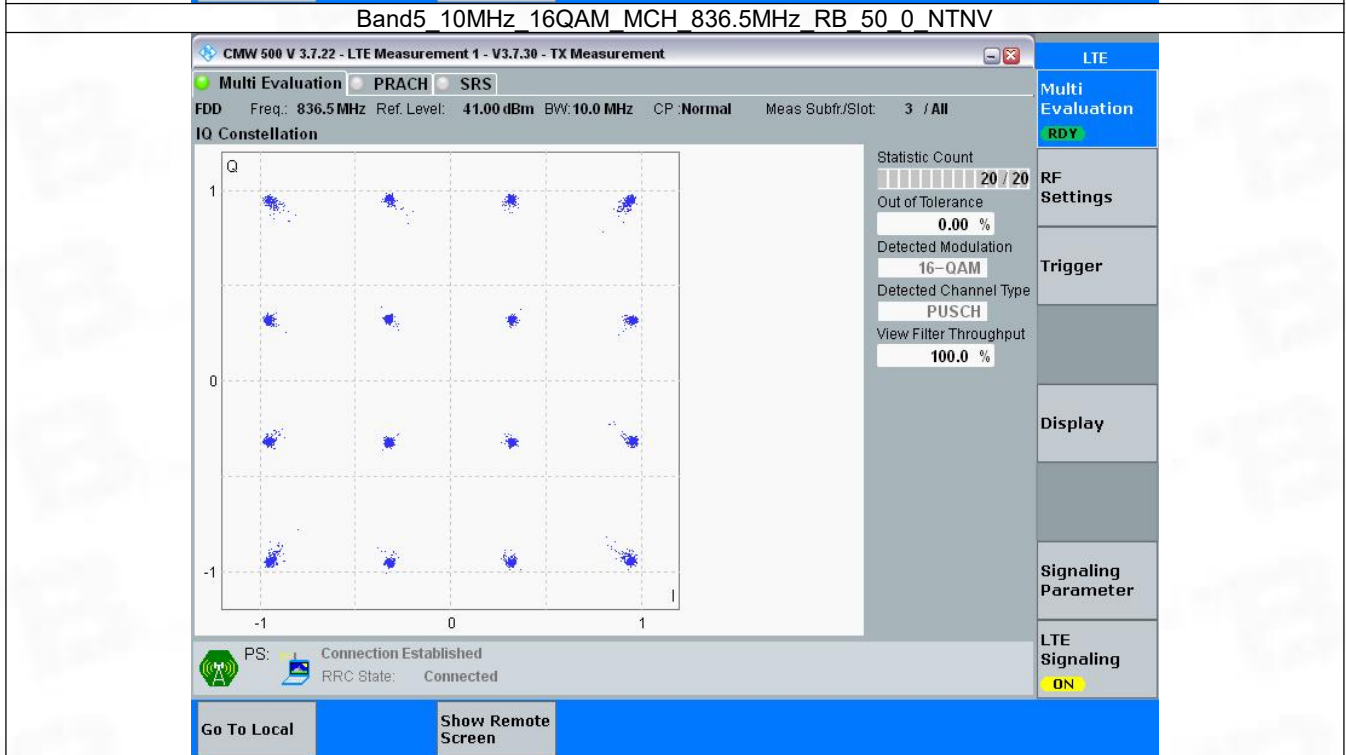 Band5_10MHz_16QAM_MCH_836.5MHz_RB_50_0_NTNV
CMW 500 V 3.7.22 - LTE Measurement 1 - V3.7.30 - TX Measurement
LTE
Multi Evaluation PRACH SRS
Multi
Evaluation
RDY
FDD Freq.: 836.5 MHz Ref. Level: 41.00 dBm BW: 10.0 MHz CP :Normal Meas Subfr./Slot: 3 / All
IQ Constellation
Q
1
0
-1
I
-1 0 1
Statistic Count
20 / 20
Out of Tolerance
0.00 %
Detected Modulation
16-QAM
Detected Channel Type
PUSCH
View Filter Throughput
100.0 %
RF
Settings
Trigger
Display
Signaling
Parameter
LTE
Signaling
ON
PS: Connection Established
RRC State: Connected
Go To Local
Show Remote
Screen